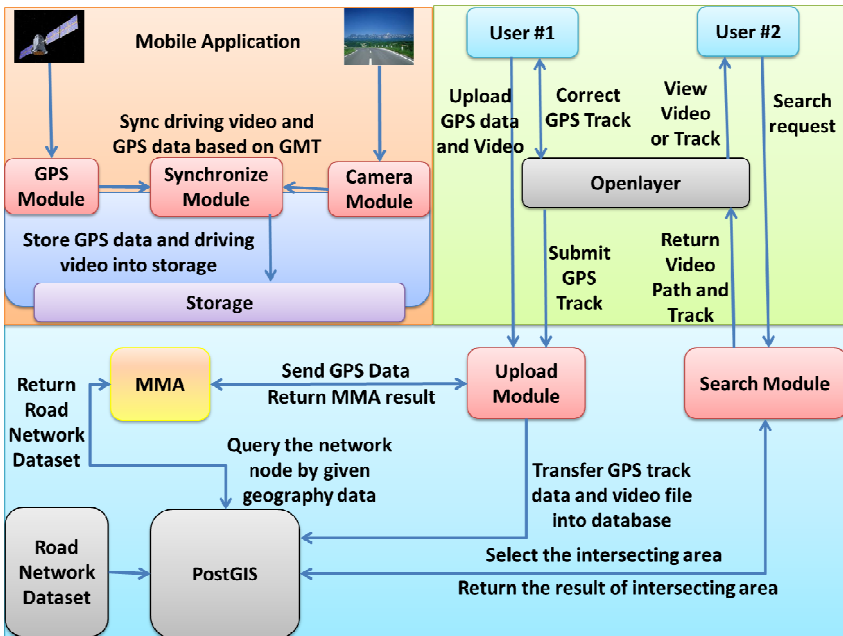 Mobile Application
Sync driving video and
GPS data based on GMT
GPS
Module
Synchronize
Module
Camera
Module
Store GPS data and driving
video into storage
Storage
User #1
User #2
Upload
GPS data
and Video
Correct
GPS Track
View
Video
or Track
Search
request
Openlayer
Submit
GPS
Track
Return
Video
Path and
Track
MMA
Send GPS Data
Return MMA result
Upload
Module
Search Module
Return
Road
Network
Dataset
Query the network
node by given
geography data
Transfer GPS track
data and video file
into database
Road
Network
Dataset
PostGIS
Select the intersecting area
Return the result of intersecting area